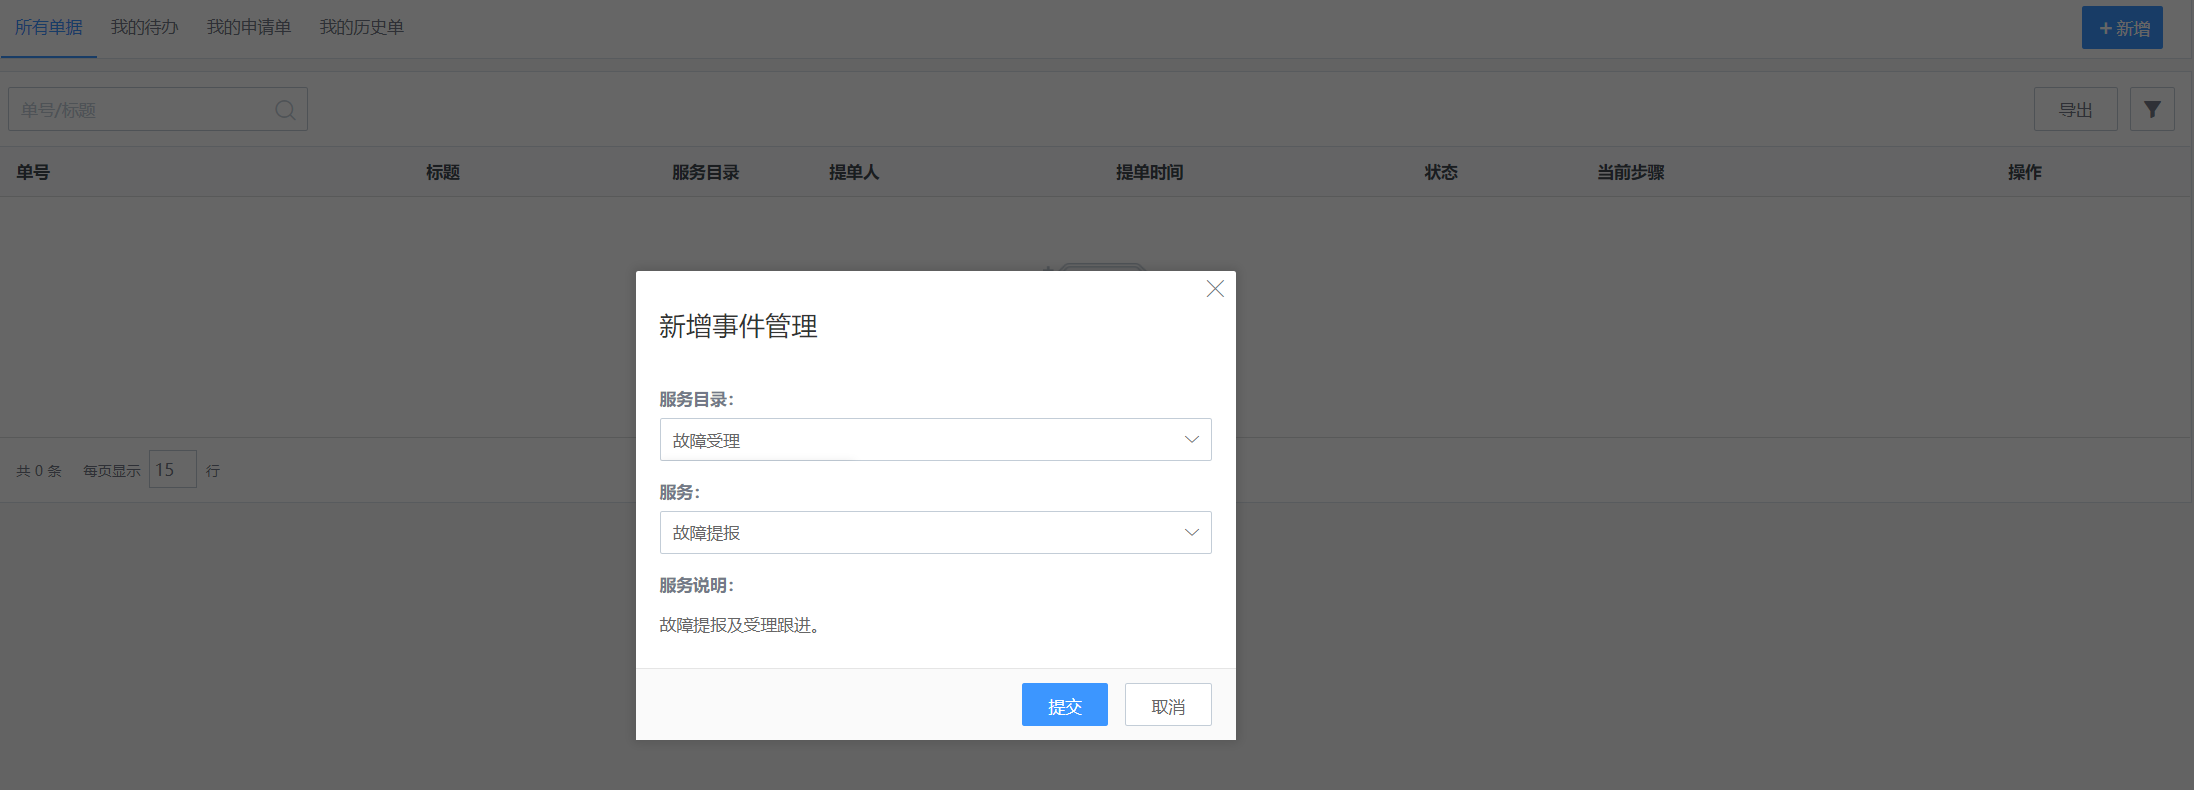 所有单据 我的待办 我的申请单 我的历史单 +新增
单号/标题 导出
单号 标题 服务目录 提单人 提单时间 状态 当前步骤 操作
新增事件管理
服务目录：
故障受理
服务：
故障提报
服务说明：
故障提报及受理跟进。
提交 取消
共 0 条 每页显示 15 行